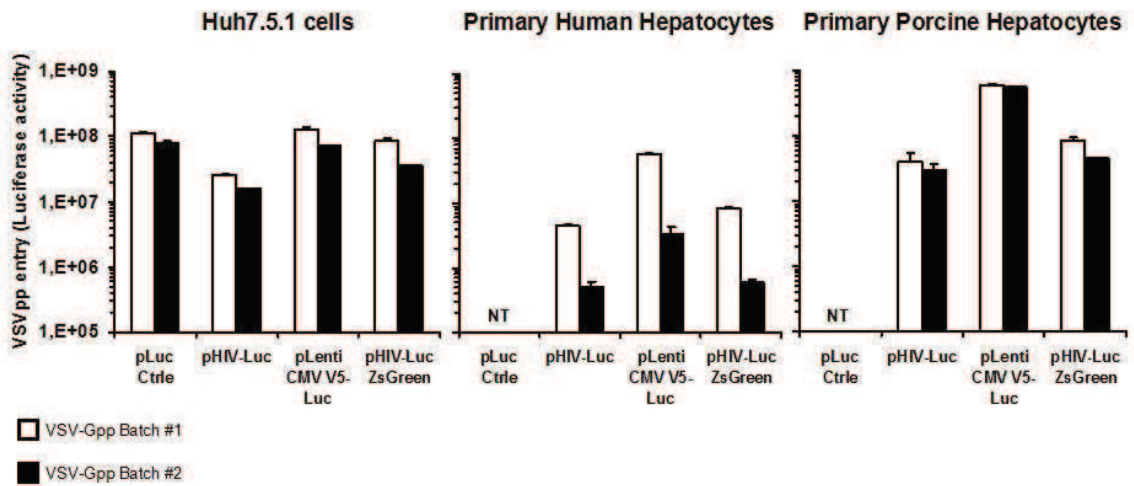 Huh7.5.1 cells
Primary Human Hepatocytes
Primary Porcine Hepatocytes
VSVpp entry (Luciferase activity)
1,E+09
1,E+08
1,E+07
1,E+06
1,E+05
pLuc
Ctrle
pHIV-Luc
pLenti
CMV V5-
Luc
pHIV-Luc
ZsGreen
NT
pLuc
Ctrle
pHIV-Luc
pLenti
CMV V5-
Luc
pHIV-Luc
ZsGreen
NT
pLuc
Ctrle
pHIV-Luc
pLenti
CMV V5-
Luc
pHIV-Luc
ZsGreen
VSV-Gpp Batch #1
VSV-Gpp Batch #2